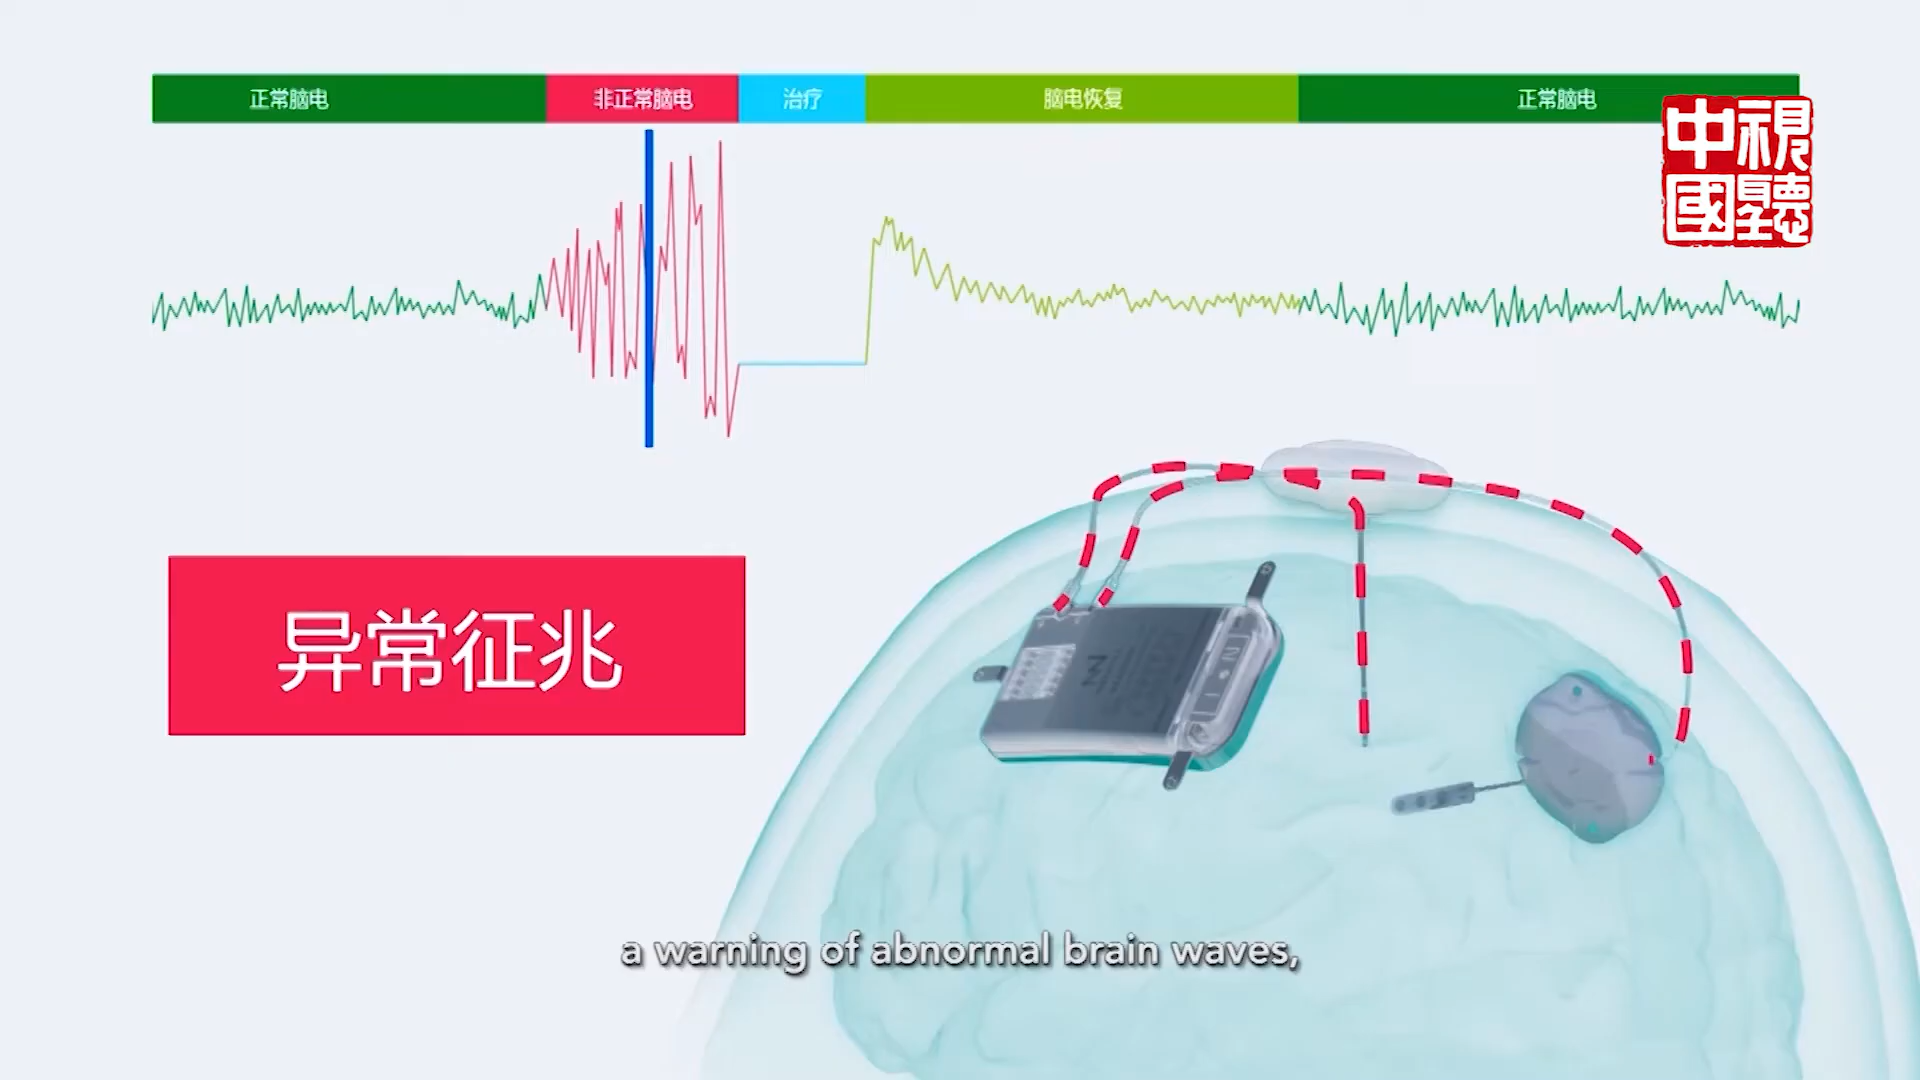 正常脑电
非正常脑电
治疗
脑电恢复
正常脑电
中視
國聽
异常征兆
a warning of abnormal brain waves,